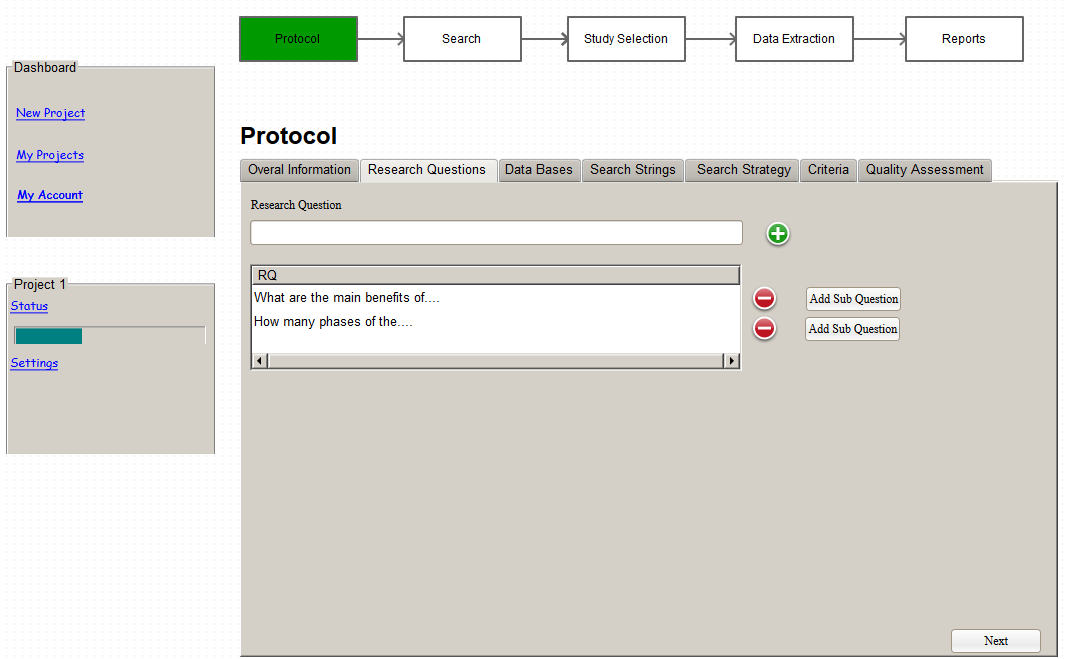 Protocol
Search
Study Selection
Data Extraction
Reports
Dashboard
New Project
My Projects
My Account
Project 1
Status
Settings
Protocol
Overal Information
Research Questions
Data Bases
Search Strings
Search Strategy
Criteria
Quality Assessment
Research Question
RQ
What are the main benefits of....
Add Sub Question
How many phases of the....
Add Sub Question
Next